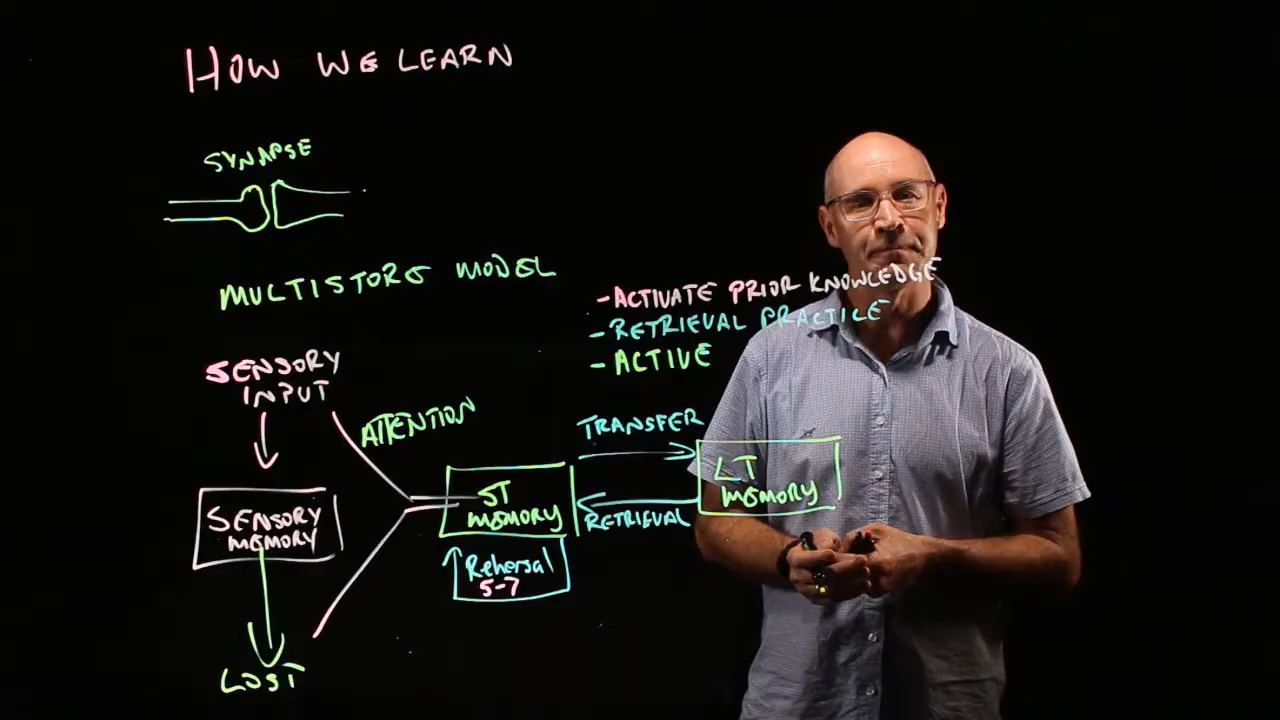 HOW WE LEARN
SYNAPSE
MULTISTORE MODEL
- ACTIVATE PRIOR KNOWLEDGE
- RETRIEVAL PRACTICE
- ACTIVE
SENSORY
INPUT
ATTENTION
TRANSFER
SENSORY
MEMORY
ST
MEMORY
LT
MEMORY
RETRIEVAL
Rehersal
5-7
LOST